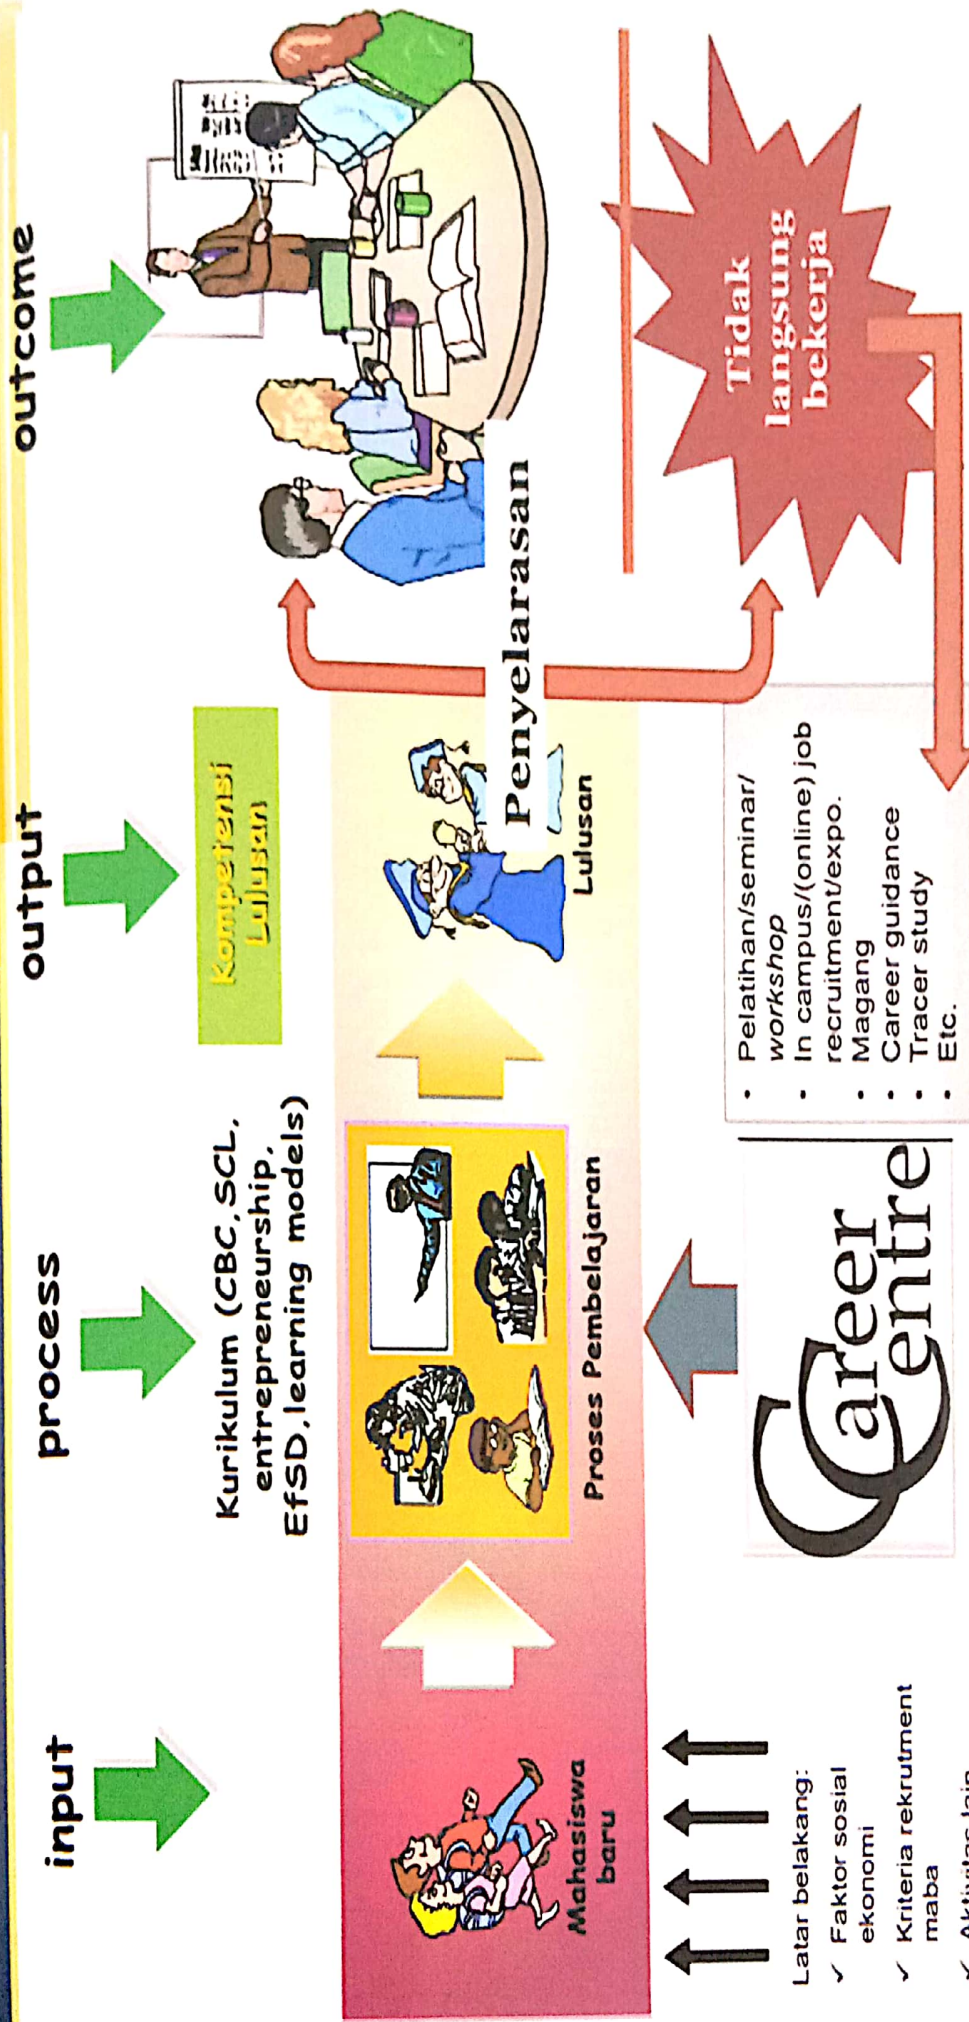 input
process
output
outcome
Kurikulum (CBC, SCL,
entrepreneurship,
EfSD, learning models)
Kompetensi
Lulusan
Mahasiswa
baru
Proses Pembelajaran
Lulusan
Penyelarasan
Tidak
langsung
bekerja
Latar belakang:
✓ Faktor sosial
ekonomi
✓ Kriteria rekrutment
maba
✓ Aktivitas lain
Career
Centre
• Pelatihan/seminar/
workshop
• In campus/(online) job
recruitment/expo.
• Magang
• Career guidance
• Tracer study
• Etc.